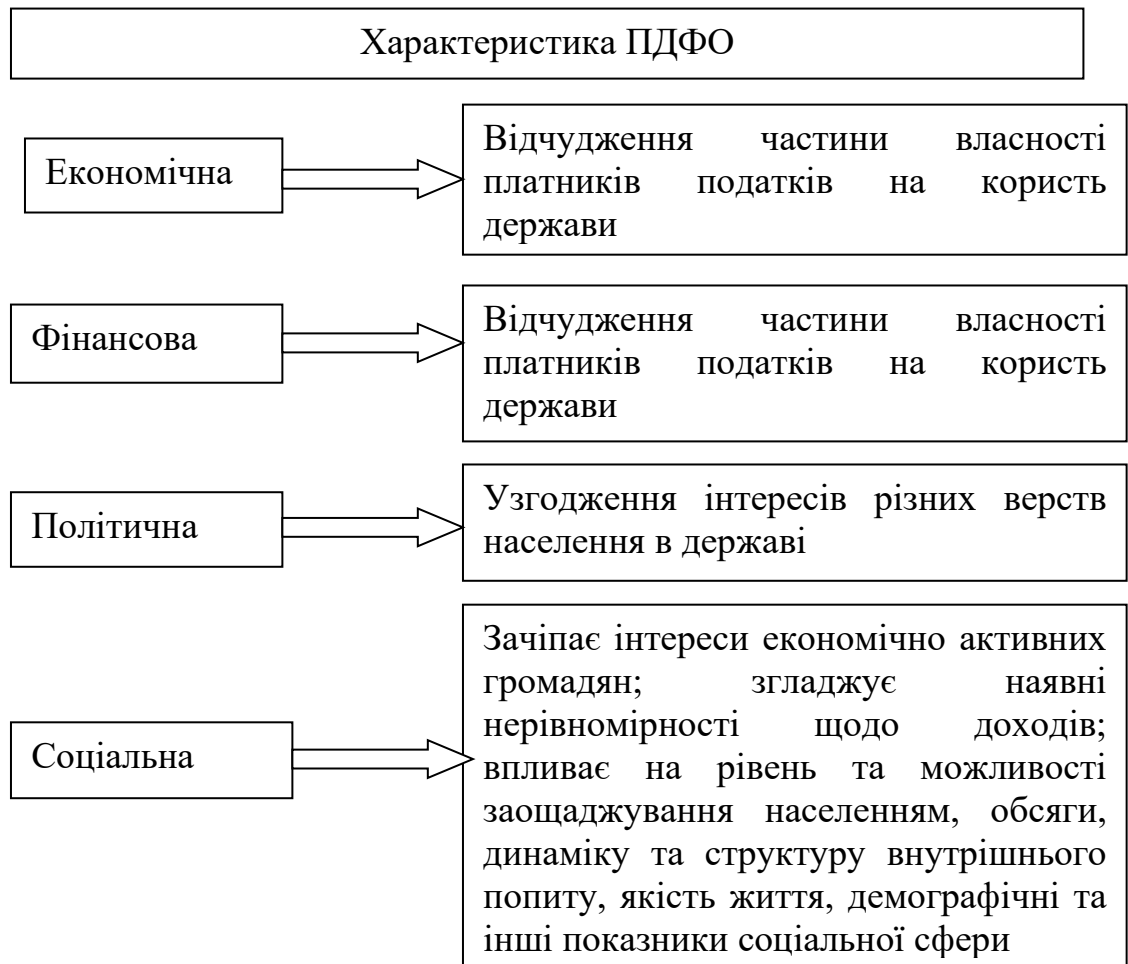 Характеристика ПДФО
Економічна
Відчудження частини власності
платників податків на користь
держави
Фінансова
Відчудження частини власності
платників податків на користь
держави
Політична
Узгодження інтересів різних верств
населення в державі
Соціальна
Зачіпає інтереси економічно активних
громадян; згладжує наявні
нерівномірності щодо доходів;
впливає на рівень та можливості
заощаджування населенням, обсяги,
динаміку та структуру внутрішнього
попиту, якість життя, демографічні та
інші показники соціальної сфери